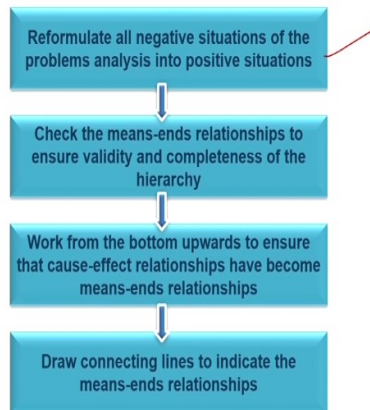 Reformulate all negative situations of the
problems analysis into positive situations
Check the means-ends relationships to
ensure validity and completeness of the
hierarchy
Work from the bottom upwards to ensure
that cause-effect relationships have become
means-ends relationships
Draw connecting lines to indicate the
means-ends relationships